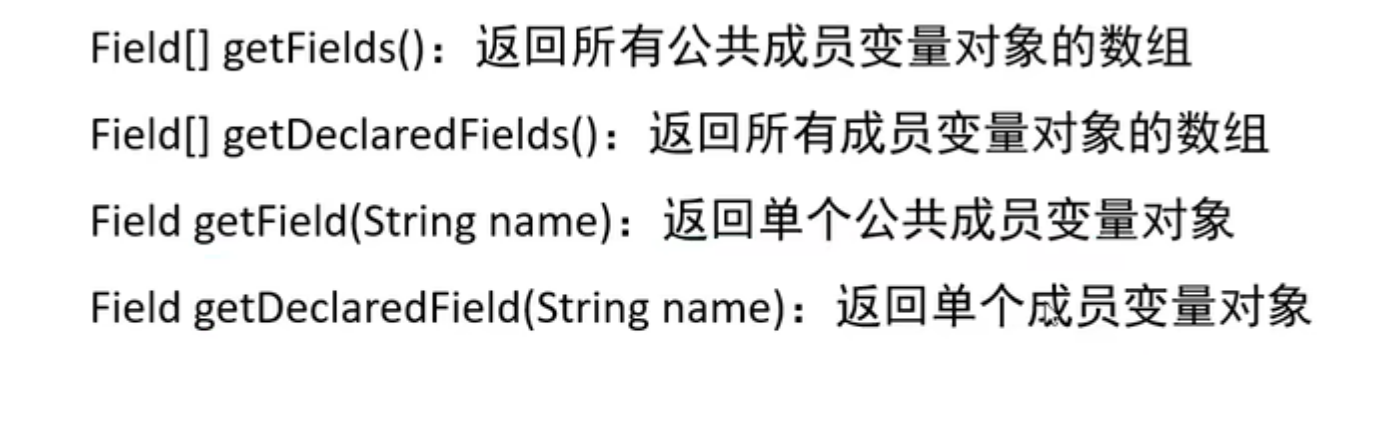 Field[] getFields()：返回所有公共成员变量对象的数组
Field[] getDeclaredFields()：返回所有成员变量对象的数组
Field getField(String name)：返回单个公共成员变量对象
Field getDeclaredField(String name)：返回单个成员变量对象